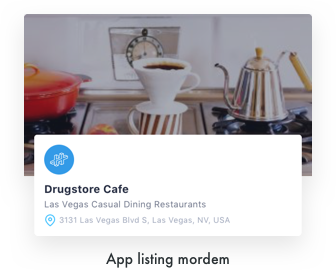 Drugstore Cafe
Las Vegas Casual Dining Restaurants
3131 Las Vegas Blvd S, Las Vegas, NV, USA
App listing mordem